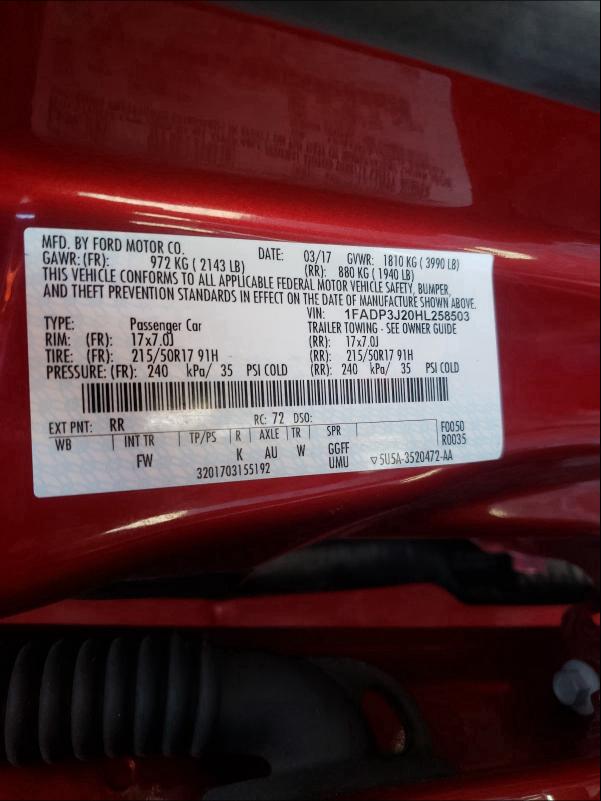 MFD. BY FORD MOTOR CO. DATE: 03/17 GVWR: 1810 KG ( 3990 LB)
GAWR: (FR): 972 KG ( 2143 LB) (RR): 880 KG ( 1940 LB)
THIS VEHICLE CONFORMS TO ALL APPLICABLE FEDERAL MOTOR VEHICLE SAFETY, BUMPER,
AND THEFT PREVENTION STANDARDS IN EFFECT ON THE DATE OF MANUFACTURE SHOWN ABOVE.
VIN: 1FADP3J20HL258503
TYPE: Passenger Car TRAILER TOWING - SEE OWNER GUIDE
RIM: (FR): 17x7.0J (RR): 17x7.0J
TIRE: (FR): 215/50R17 91H (RR): 215/50R17 91H
PRESSURE: (FR): 240 kPa/ 35 PSI COLD (RR): 240 kPa/ 35 PSI COLD
EXT PNT: RR RC: 72 DSO: F0050
WB INT TR TP/PS R AXLE TR SPR R0035
FW K AU W GGFF
3201703155192 UMU ▽5U5A-3520472-AA